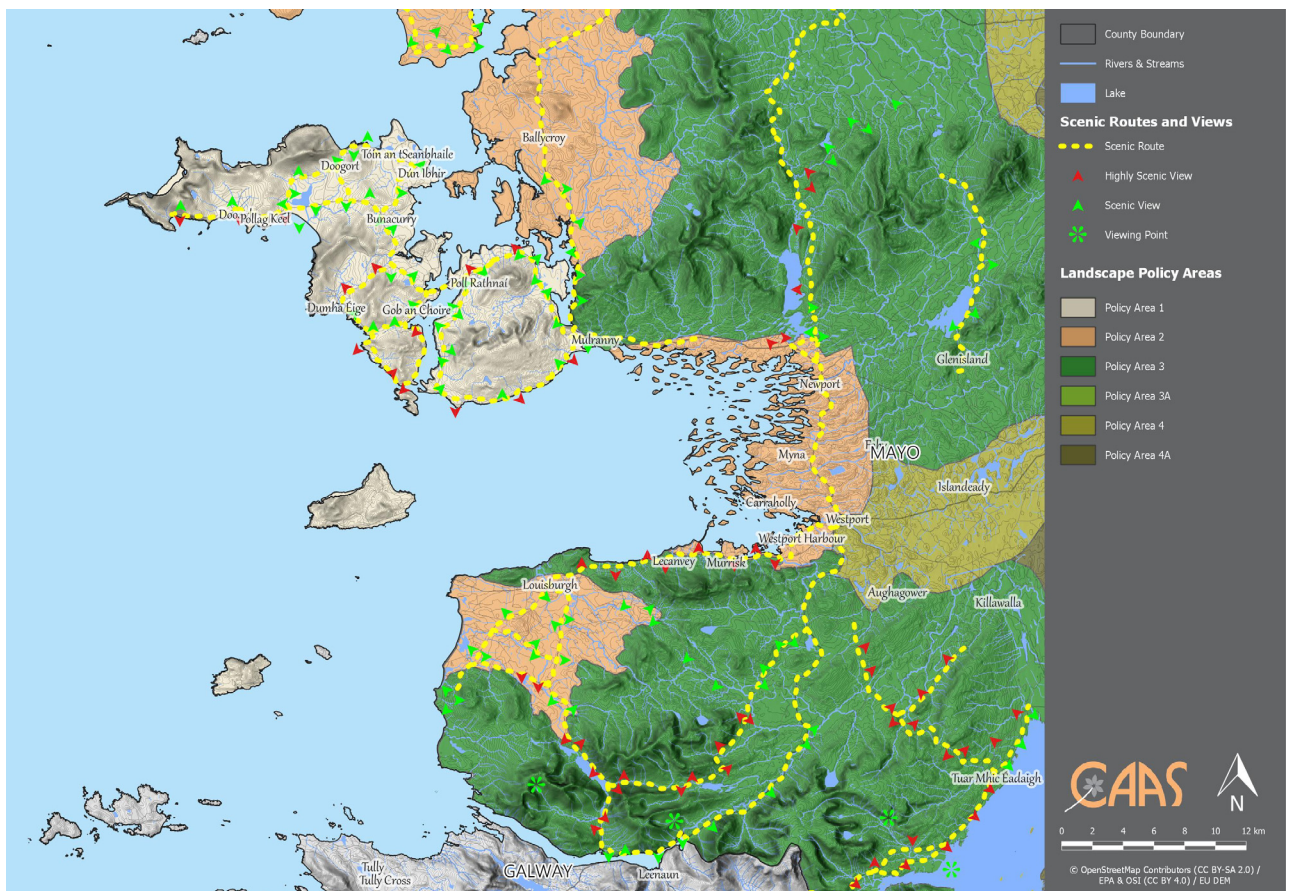 County Boundary
Rivers & Streams
Lake
Scenic Routes and Views
Scenic Route
Highly Scenic View
Scenic View
Viewing Point
Landscape Policy Areas
Policy Area 1
Policy Area 2
Policy Area 3
Policy Area 3A
Policy Area 4
Policy Area 4A
Ballycroy
Tóin an tSeanbhaile
Doogort
Dún Ibhir
Doo
Pollag
Keel
Bunacurry
Poll Rathnaí
Dumha Éige
Gob an Choire
Mulranny
Glenisland
Newport
MAYO
Myna
Islandeady
Carraholly
Westport
Westport Harbour
Lecanvey
Murrisk
Louisburgh
Aughagower
Killawalla
Tuar Mhic Éadaigh
GALWAY
Tully
Tully Cross
Leenaun
CAAS
N
0 2 4 6 8 10 12 km
© OpenStreetMap Contributors (CC BY-SA 2.0) /
EPA & OSI (CC BY 4.0) / EU DEM